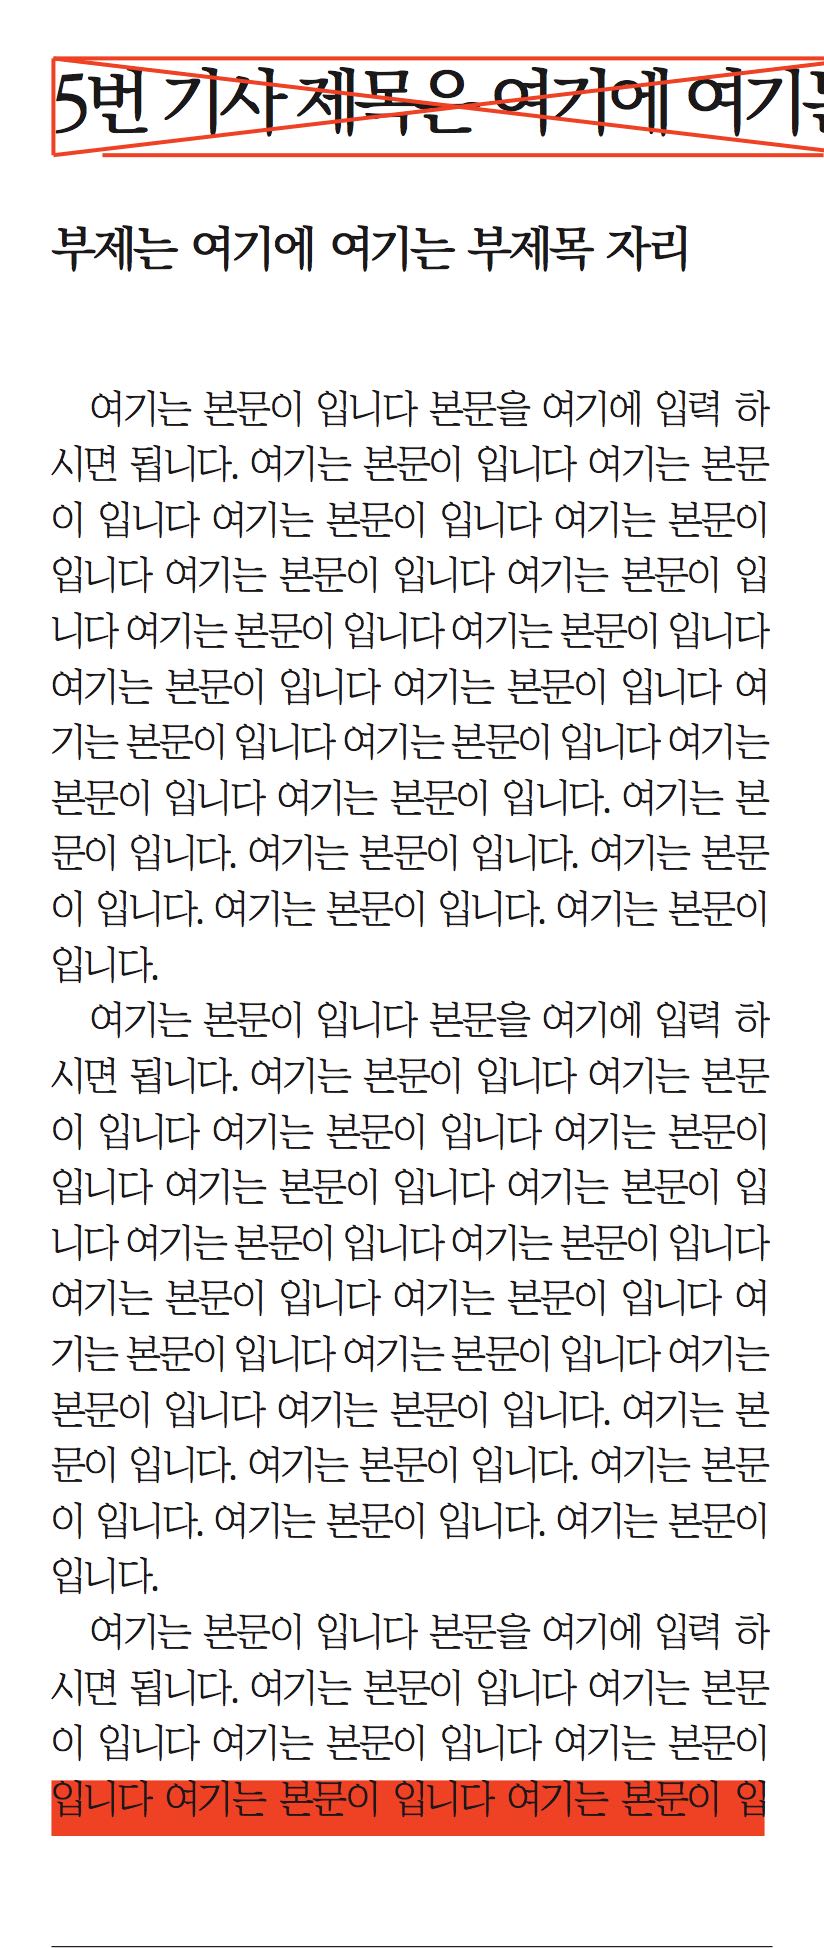 5번 기사 제목은 여기에 여기는
부제는 여기에 여기는 부제목 자리
여기는 본문이 입니다 본문을 여기에 입력 하
시면 됩니다. 여기는 본문이 입니다 여기는 본문
이 입니다 여기는 본문이 입니다 여기는 본문이
입니다 여기는 본문이 입니다 여기는 본문이 입
니다 여기는 본문이 입니다 여기는 본문이 입니다
여기는 본문이 입니다 여기는 본문이 입니다 여
기는 본문이 입니다 여기는 본문이 입니다 여기는
본문이 입니다 여기는 본문이 입니다. 여기는 본
문이 입니다. 여기는 본문이 입니다. 여기는 본문
이 입니다. 여기는 본문이 입니다. 여기는 본문이
입니다.
여기는 본문이 입니다 본문을 여기에 입력 하
시면 됩니다. 여기는 본문이 입니다 여기는 본문
이 입니다 여기는 본문이 입니다 여기는 본문이
입니다 여기는 본문이 입니다 여기는 본문이 입
니다 여기는 본문이 입니다 여기는 본문이 입니다
여기는 본문이 입니다 여기는 본문이 입니다 여
기는 본문이 입니다 여기는 본문이 입니다 여기는
본문이 입니다 여기는 본문이 입니다. 여기는 본
문이 입니다. 여기는 본문이 입니다. 여기는 본문
이 입니다. 여기는 본문이 입니다. 여기는 본문이
입니다.
여기는 본문이 입니다 본문을 여기에 입력 하
시면 됩니다. 여기는 본문이 입니다 여기는 본문
이 입니다 여기는 본문이 입니다 여기는 본문이
입니다 여기는 본문이 입니다 여기는 본문이 입